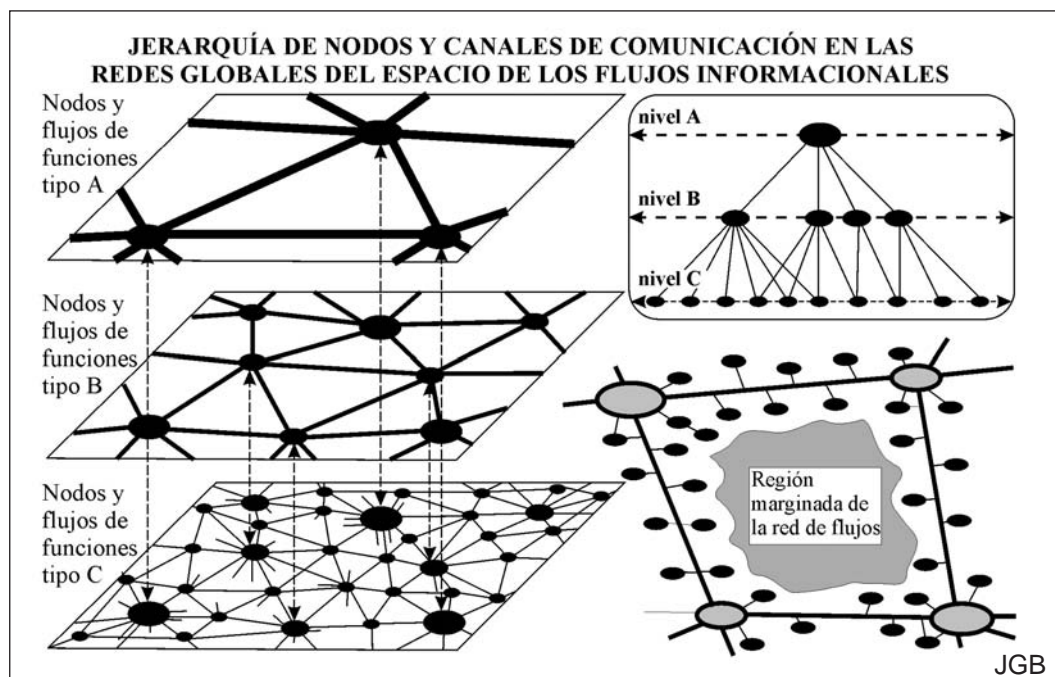 JERARQUÍA DE NODOS Y CANALES DE COMUNICACIÓN EN LAS
REDES GLOBALES DEL ESPACIO DE LOS FLUJOS INFORMACIONALES
Nodos y
flujos de
funciones
tipo A
Nodos y
flujos de
funciones
tipo B
Nodos y
flujos de
funciones
tipo C
nivel A
nivel B
nivel C
Región
marginada de
la red de flujos
JGB